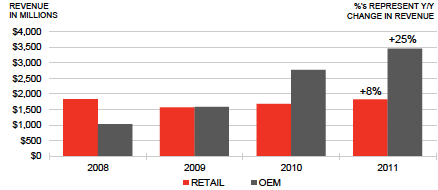 REVENUE
IN MILLIONS
%'s REPRESENT Y/Y
CHANGE IN REVENUE
$4,000
$3,500
$3,000
$2,500
$2,000
$1,500
$1,000
$500
$0
+25%
+8%
2008 2009 2010 2011
RETAIL OEM